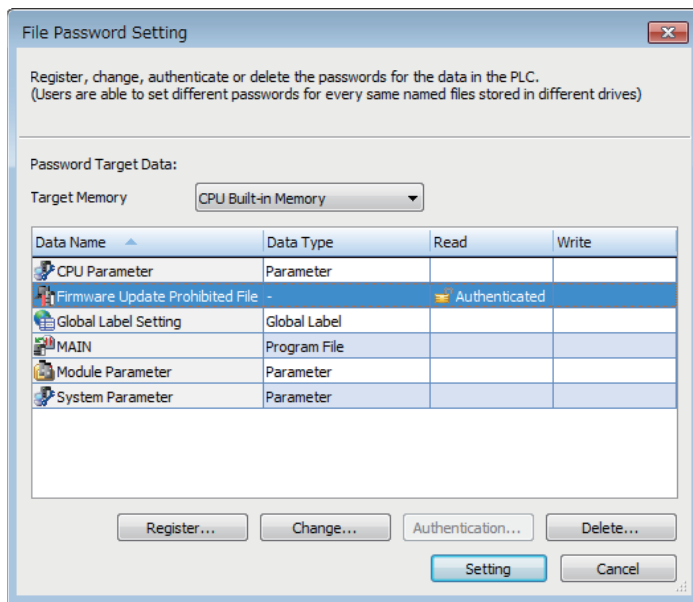 File Password Setting
Register, change, authenticate or delete the passwords for the data in the PLC.
(Users are able to set different passwords for every same named files stored in different drives)
Password Target Data:
Target Memory CPU Built-in Memory
Data Name Data Type Read Write
CPU Parameter Parameter
Firmware Update Prohibited File - Authenticated
Global Label Setting Global Label
MAIN Program File
Module Parameter Parameter
System Parameter Parameter
Register... Change... Authentication... Delete...
Setting Cancel